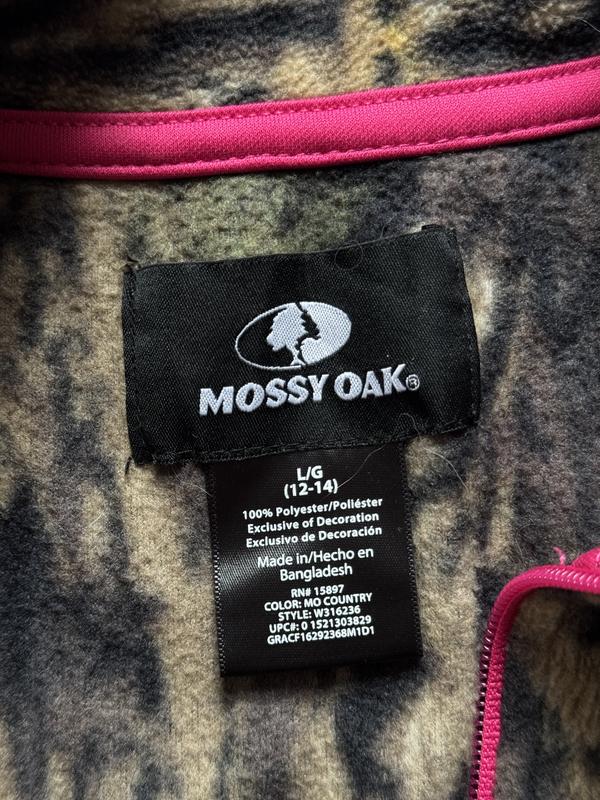 MOSSY OAK®
L/G
(12-14)
100% Polyester/Poliéster
Exclusive of Decoration
Exclusivo de Decoración
Made in/Hecho en
Bangladesh
RN# 15897
COLOR: MO COUNTRY
STYLE: W316236
UPC#: 0 1521303829
GRACF16292368M1D1